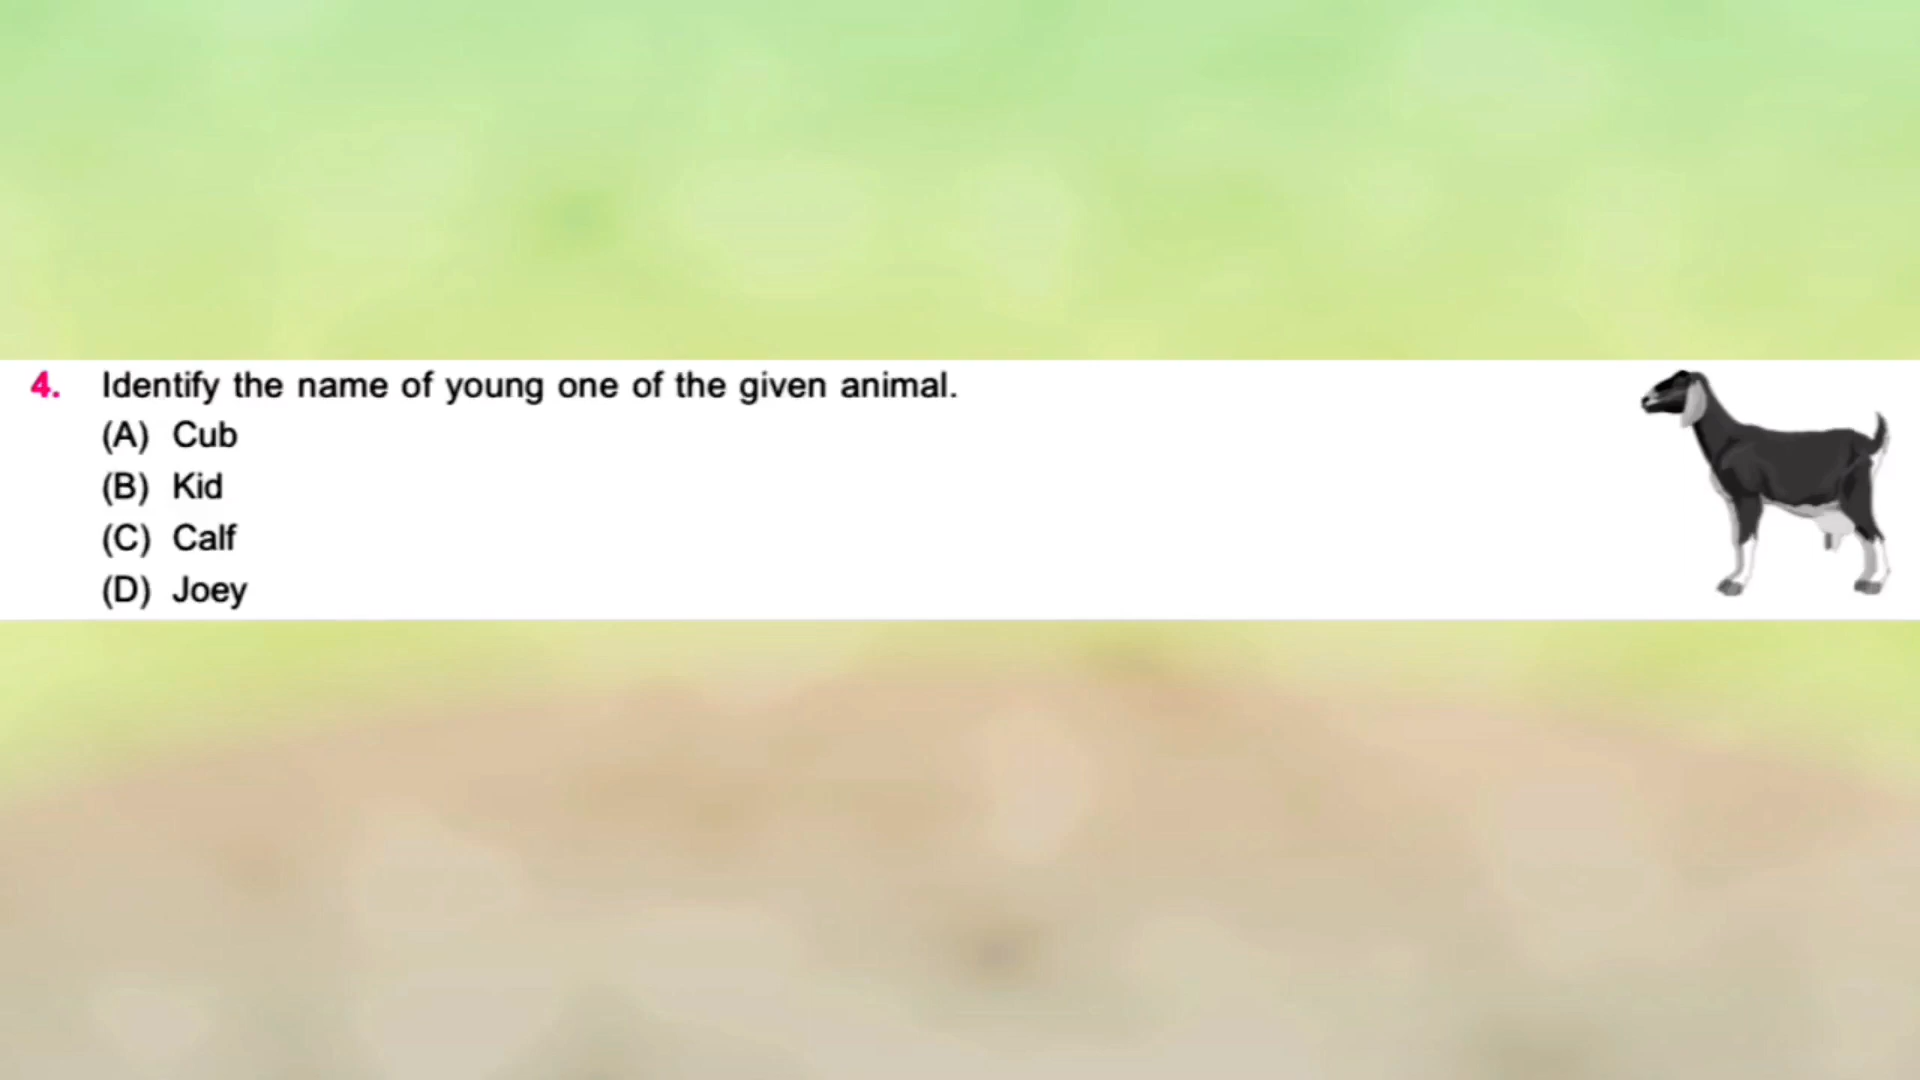 4. Identify the name of young one of the given animal.
(A) Cub
(B) Kid
(C) Calf
(D) Joey